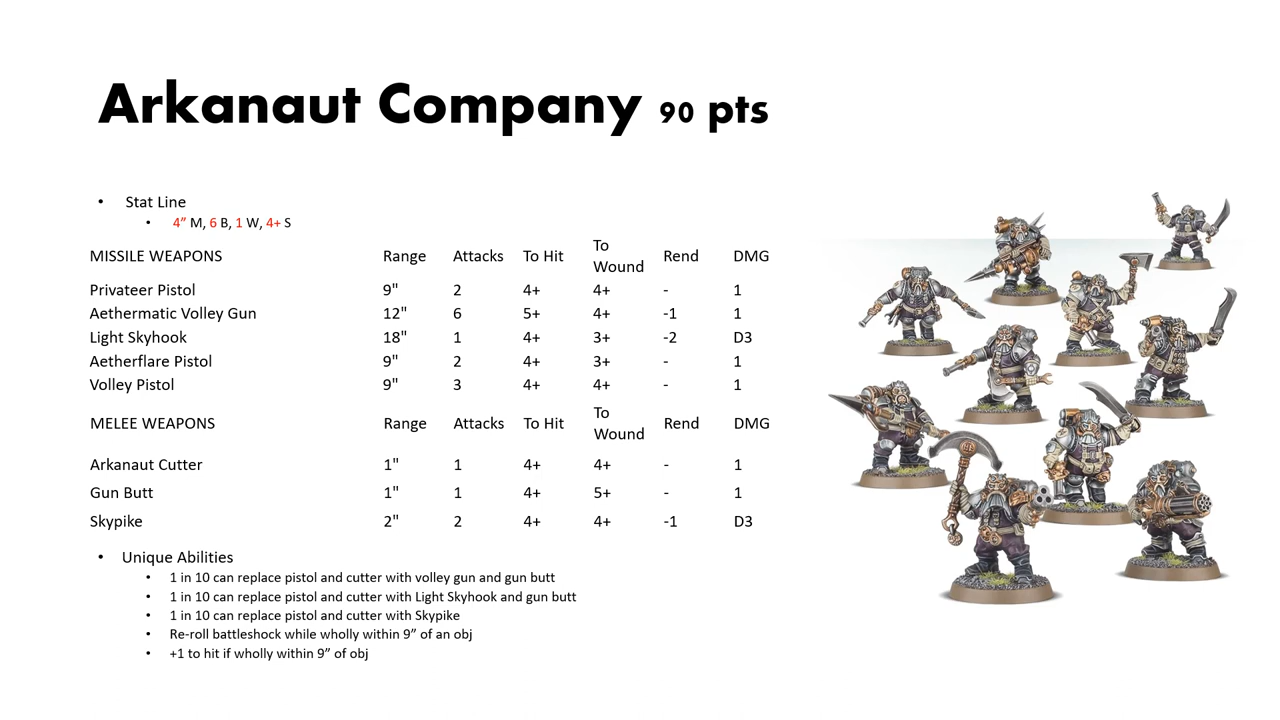 Arkanaut Company 90 pts
• Stat Line
• 4” M, 6 B, 1 W, 4+ S
MISSILE WEAPONS Range Attacks To Hit To Wound Rend DMG
Privateer Pistol 9" 2 4+ 4+ - 1
Aethermatic Volley Gun 12" 6 5+ 4+ -1 1
Light Skyhook 18" 1 4+ 3+ -2 D3
Aetherflare Pistol 9" 2 4+ 3+ - 1
Volley Pistol 9" 3 4+ 4+ - 1
MELEE WEAPONS Range Attacks To Hit To Wound Rend DMG
Arkanaut Cutter 1" 1 4+ 4+ - 1
Gun Butt 1" 1 4+ 5+ - 1
Skypike 2" 2 4+ 4+ -1 D3
• Unique Abilities
• 1 in 10 can replace pistol and cutter with volley gun and gun butt
• 1 in 10 can replace pistol and cutter with Light Skyhook and gun butt
• 1 in 10 can replace pistol and cutter with Skypike
• Re-roll battleshock while wholly within 9” of an obj
• +1 to hit if wholly within 9” of obj